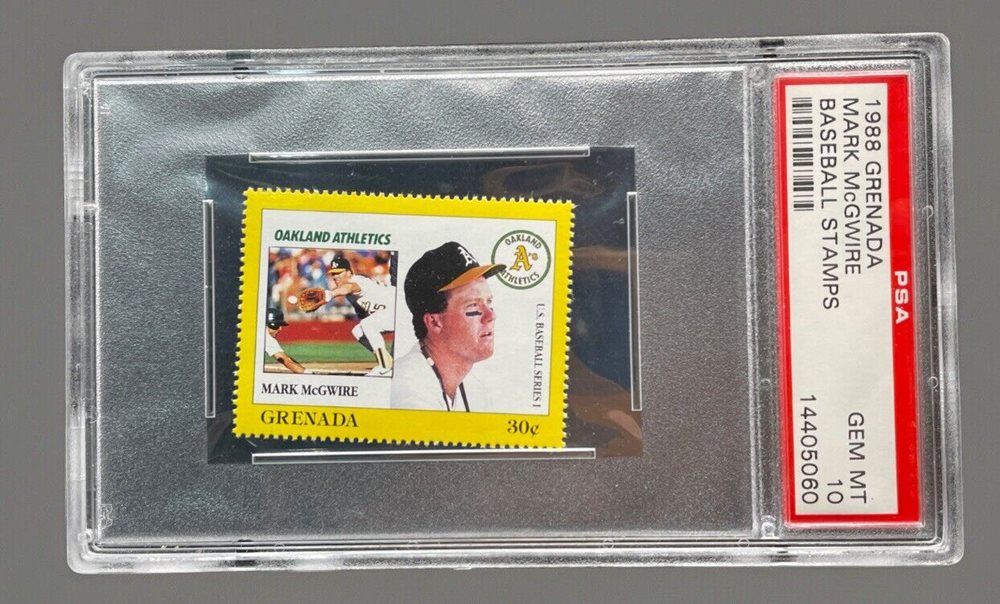 OAKLAND ATHLETICS
OAKLAND
A's
ATHLETICS
A's
5
U.S. BASEBALL SERIES I
MARK McGWIRE
GRENADA
30¢
1988 GRENADA
MARK McGWIRE
BASEBALL STAMPS
GEM MT
10
14405060
PSA